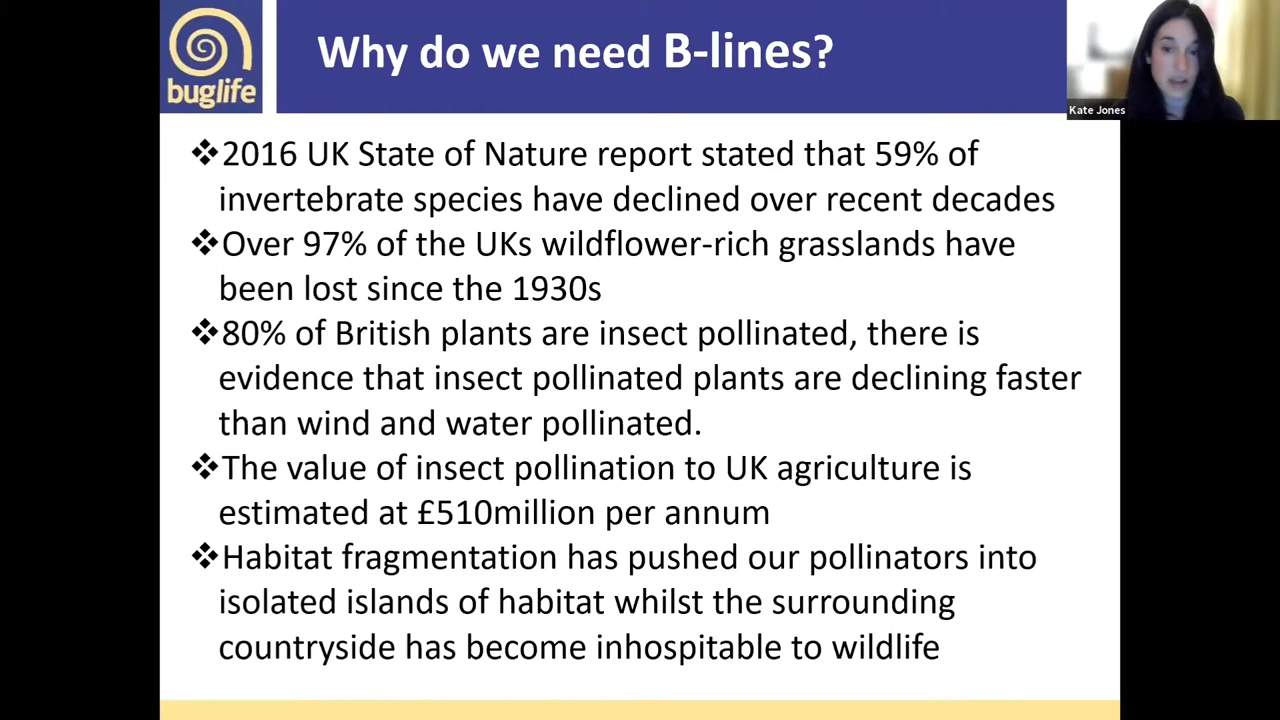 buglife
Why do we need B-lines?
Kate Jones
❖2016 UK State of Nature report stated that 59% of
invertebrate species have declined over recent decades
❖Over 97% of the UKs wildflower-rich grasslands have
been lost since the 1930s
❖80% of British plants are insect pollinated, there is
evidence that insect pollinated plants are declining faster
than wind and water pollinated.
❖The value of insect pollination to UK agriculture is
estimated at £510million per annum
❖Habitat fragmentation has pushed our pollinators into
isolated islands of habitat whilst the surrounding
countryside has become inhospitable to wildlife